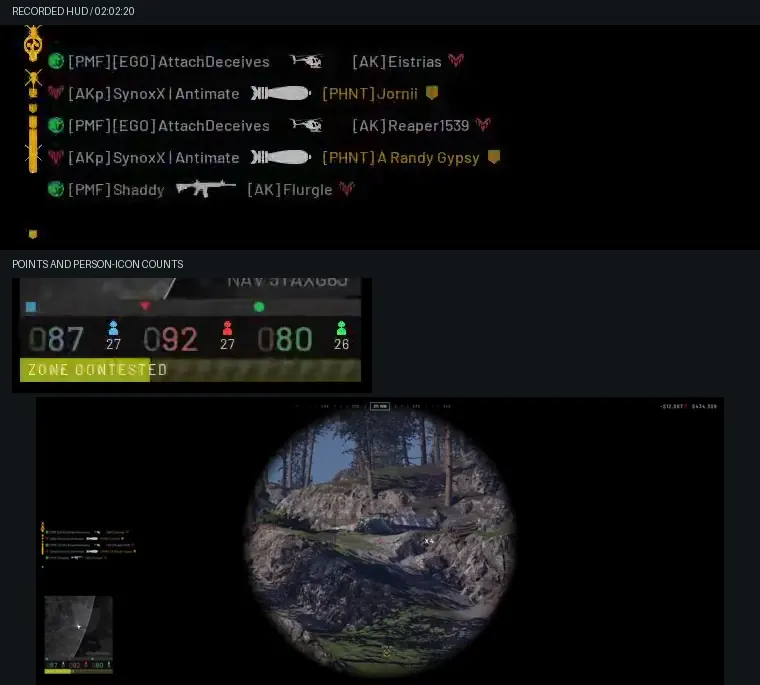 RECORDED HUD / 02:02:20
[PMF][EGO]AttachDeceives [AK]Eistrias
[AKp]SynoxX | Antimate [PHNT]Jornii
[PMF][EGO]AttachDeceives [AK]Reaper1539
[AKp]SynoxX | Antimate [PHNT]A Randy Gypsy
[PMF]Shaddy [AK]Flurgle
POINTS AND PERSON-ICON COUNTS
087 27 092 27 080 26
ZONE CONTESTED
X4